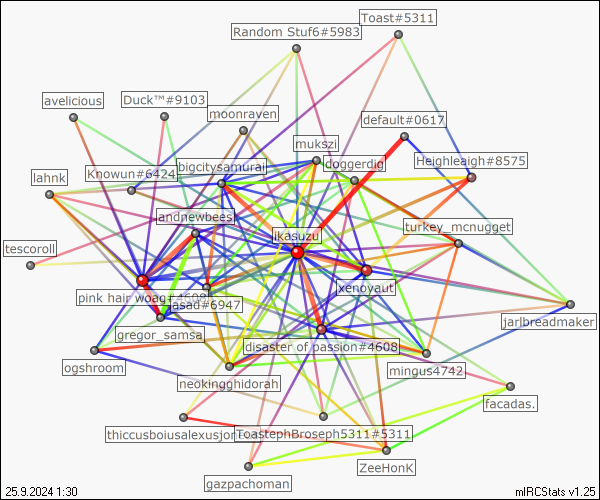 Toast#5311
Random Stuf6#5983
avelicious
Duck™#9103
moonraven
default#0617
mukszi
lahnk
Knowun#6424
bigcitysamurai
doggerdig
Heighleaigh#8575
andnewbees
turkey_mcnugget
ikasuzu
tescoroll
pink hair woag#4688
asad#6947
xenoyaut
gregor_samsa
jarlbreadmaker
disaster of passion#4608
ogshroom
neokingghidorah
mingus4742
facadas.
ToastephBroseph5311#5311
ZeeHonK
gazpachoman
25.9.2024 1:30
mIRCStats v1.25